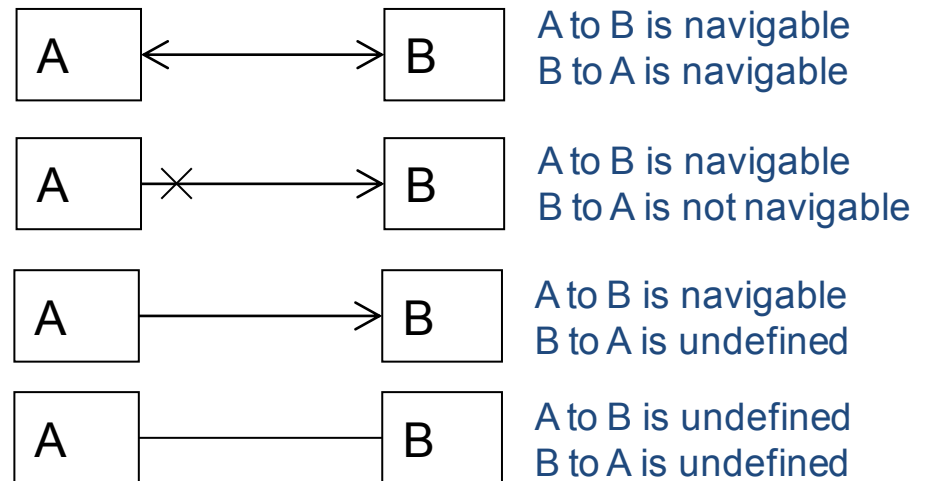 A B A to B is navigable
B to A is navigable
A B A to B is navigable
B to A is not navigable
A B A to B is navigable
B to A is undefined
A B A to B is undefined
B to A is undefined